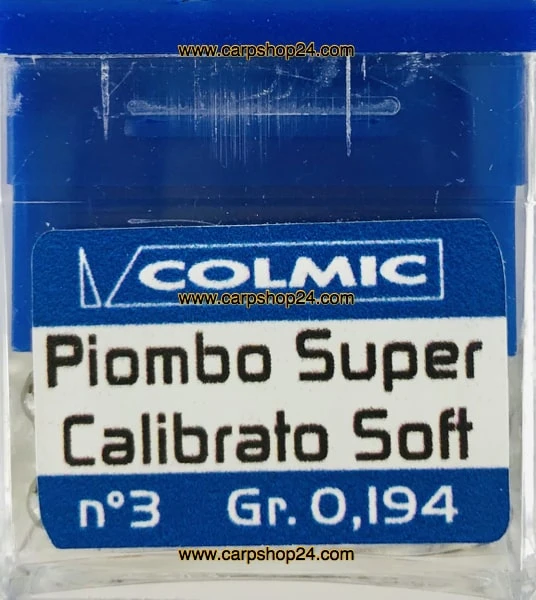 www.carpshop24.com
COLMIC
www.carpshop24.com
Piombo Super
Calibrato Soft
n°3 Gr. 0,194
www.carpshop24.com